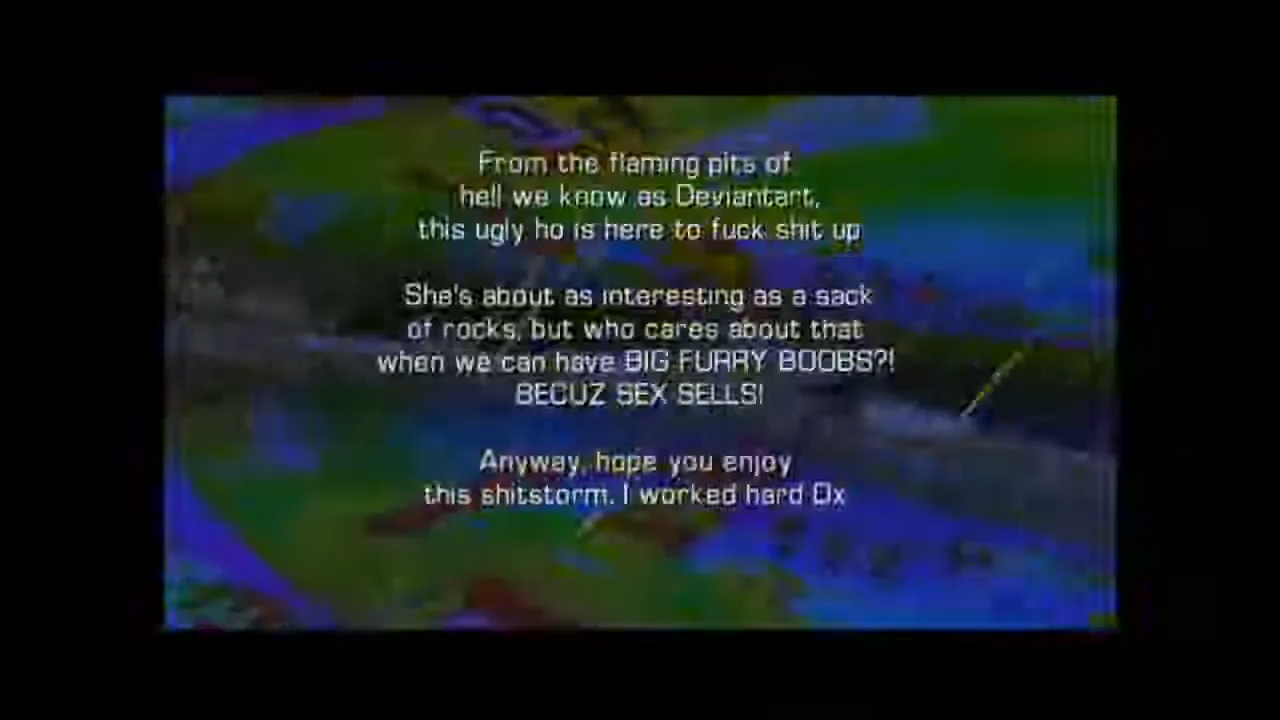 From the flaming pits of
hell we know as Deviantart,
this ugly ho is here to fuck shit up
She's about as interesting as a sack
of rocks, but who cares about that
when we can have BIG FURRY BOOBS?!
BECUZ SEX SELLS!
Anyway, hope you enjoy
this shitstorm. I worked hard Dx